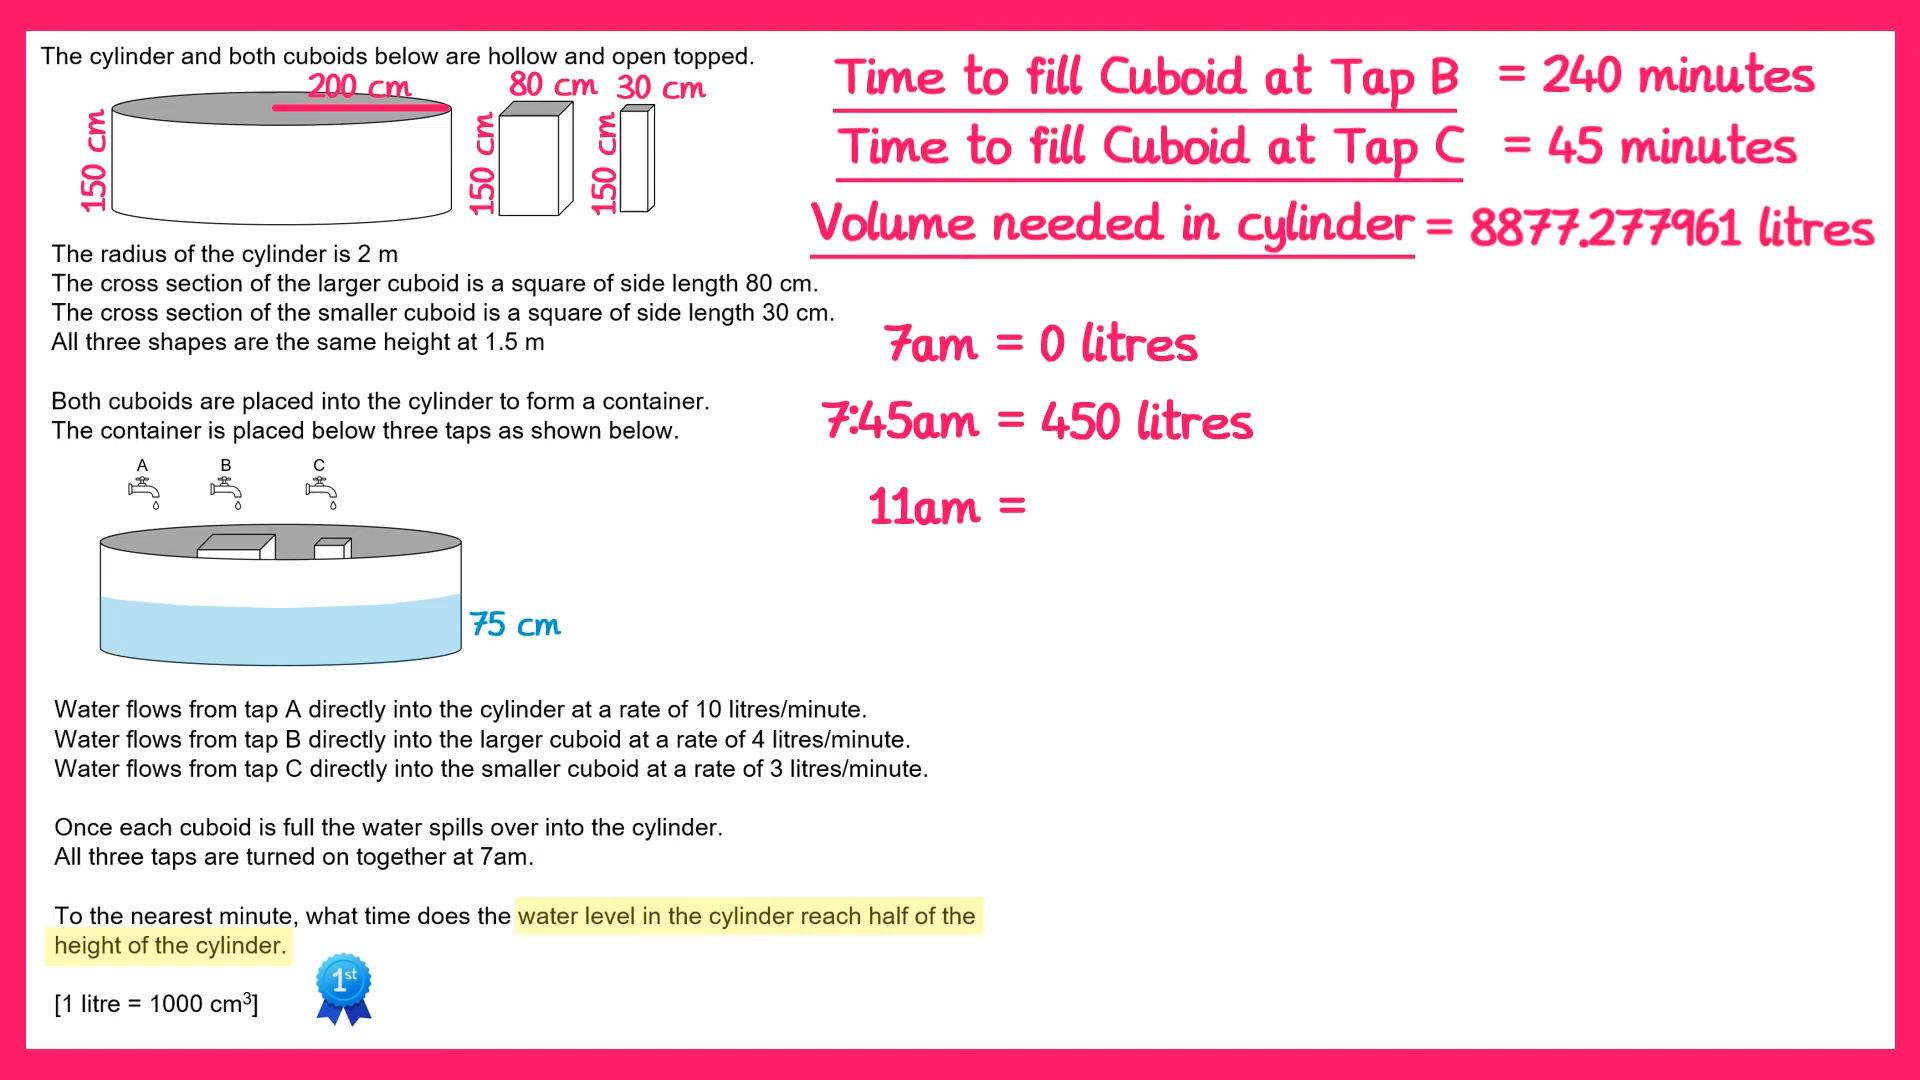 The cylinder and both cuboids below are hollow and open topped.
200 cm
80 cm
30 cm
150 cm
150 cm
150 cm
The radius of the cylinder is 2 m
The cross section of the larger cuboid is a square of side length 80 cm.
The cross section of the smaller cuboid is a square of side length 30 cm.
All three shapes are the same height at 1.5 m
Both cuboids are placed into the cylinder to form a container.
The container is placed below three taps as shown below.
A B C
75 cm
Water flows from tap A directly into the cylinder at a rate of 10 litres/minute.
Water flows from tap B directly into the larger cuboid at a rate of 4 litres/minute.
Water flows from tap C directly into the smaller cuboid at a rate of 3 litres/minute.
Once each cuboid is full the water spills over into the cylinder.
All three taps are turned on together at 7am.
To the nearest minute, what time does the water level in the cylinder reach half of the
height of the cylinder.
1st
[1 litre = 1000 cm³]
Time to fill Cuboid at Tap B = 240 minutes
Time to fill Cuboid at Tap C = 45 minutes
Volume needed in cylinder = 8877.277961 litres
7am = 0 litres
7:45am = 450 litres
11am =